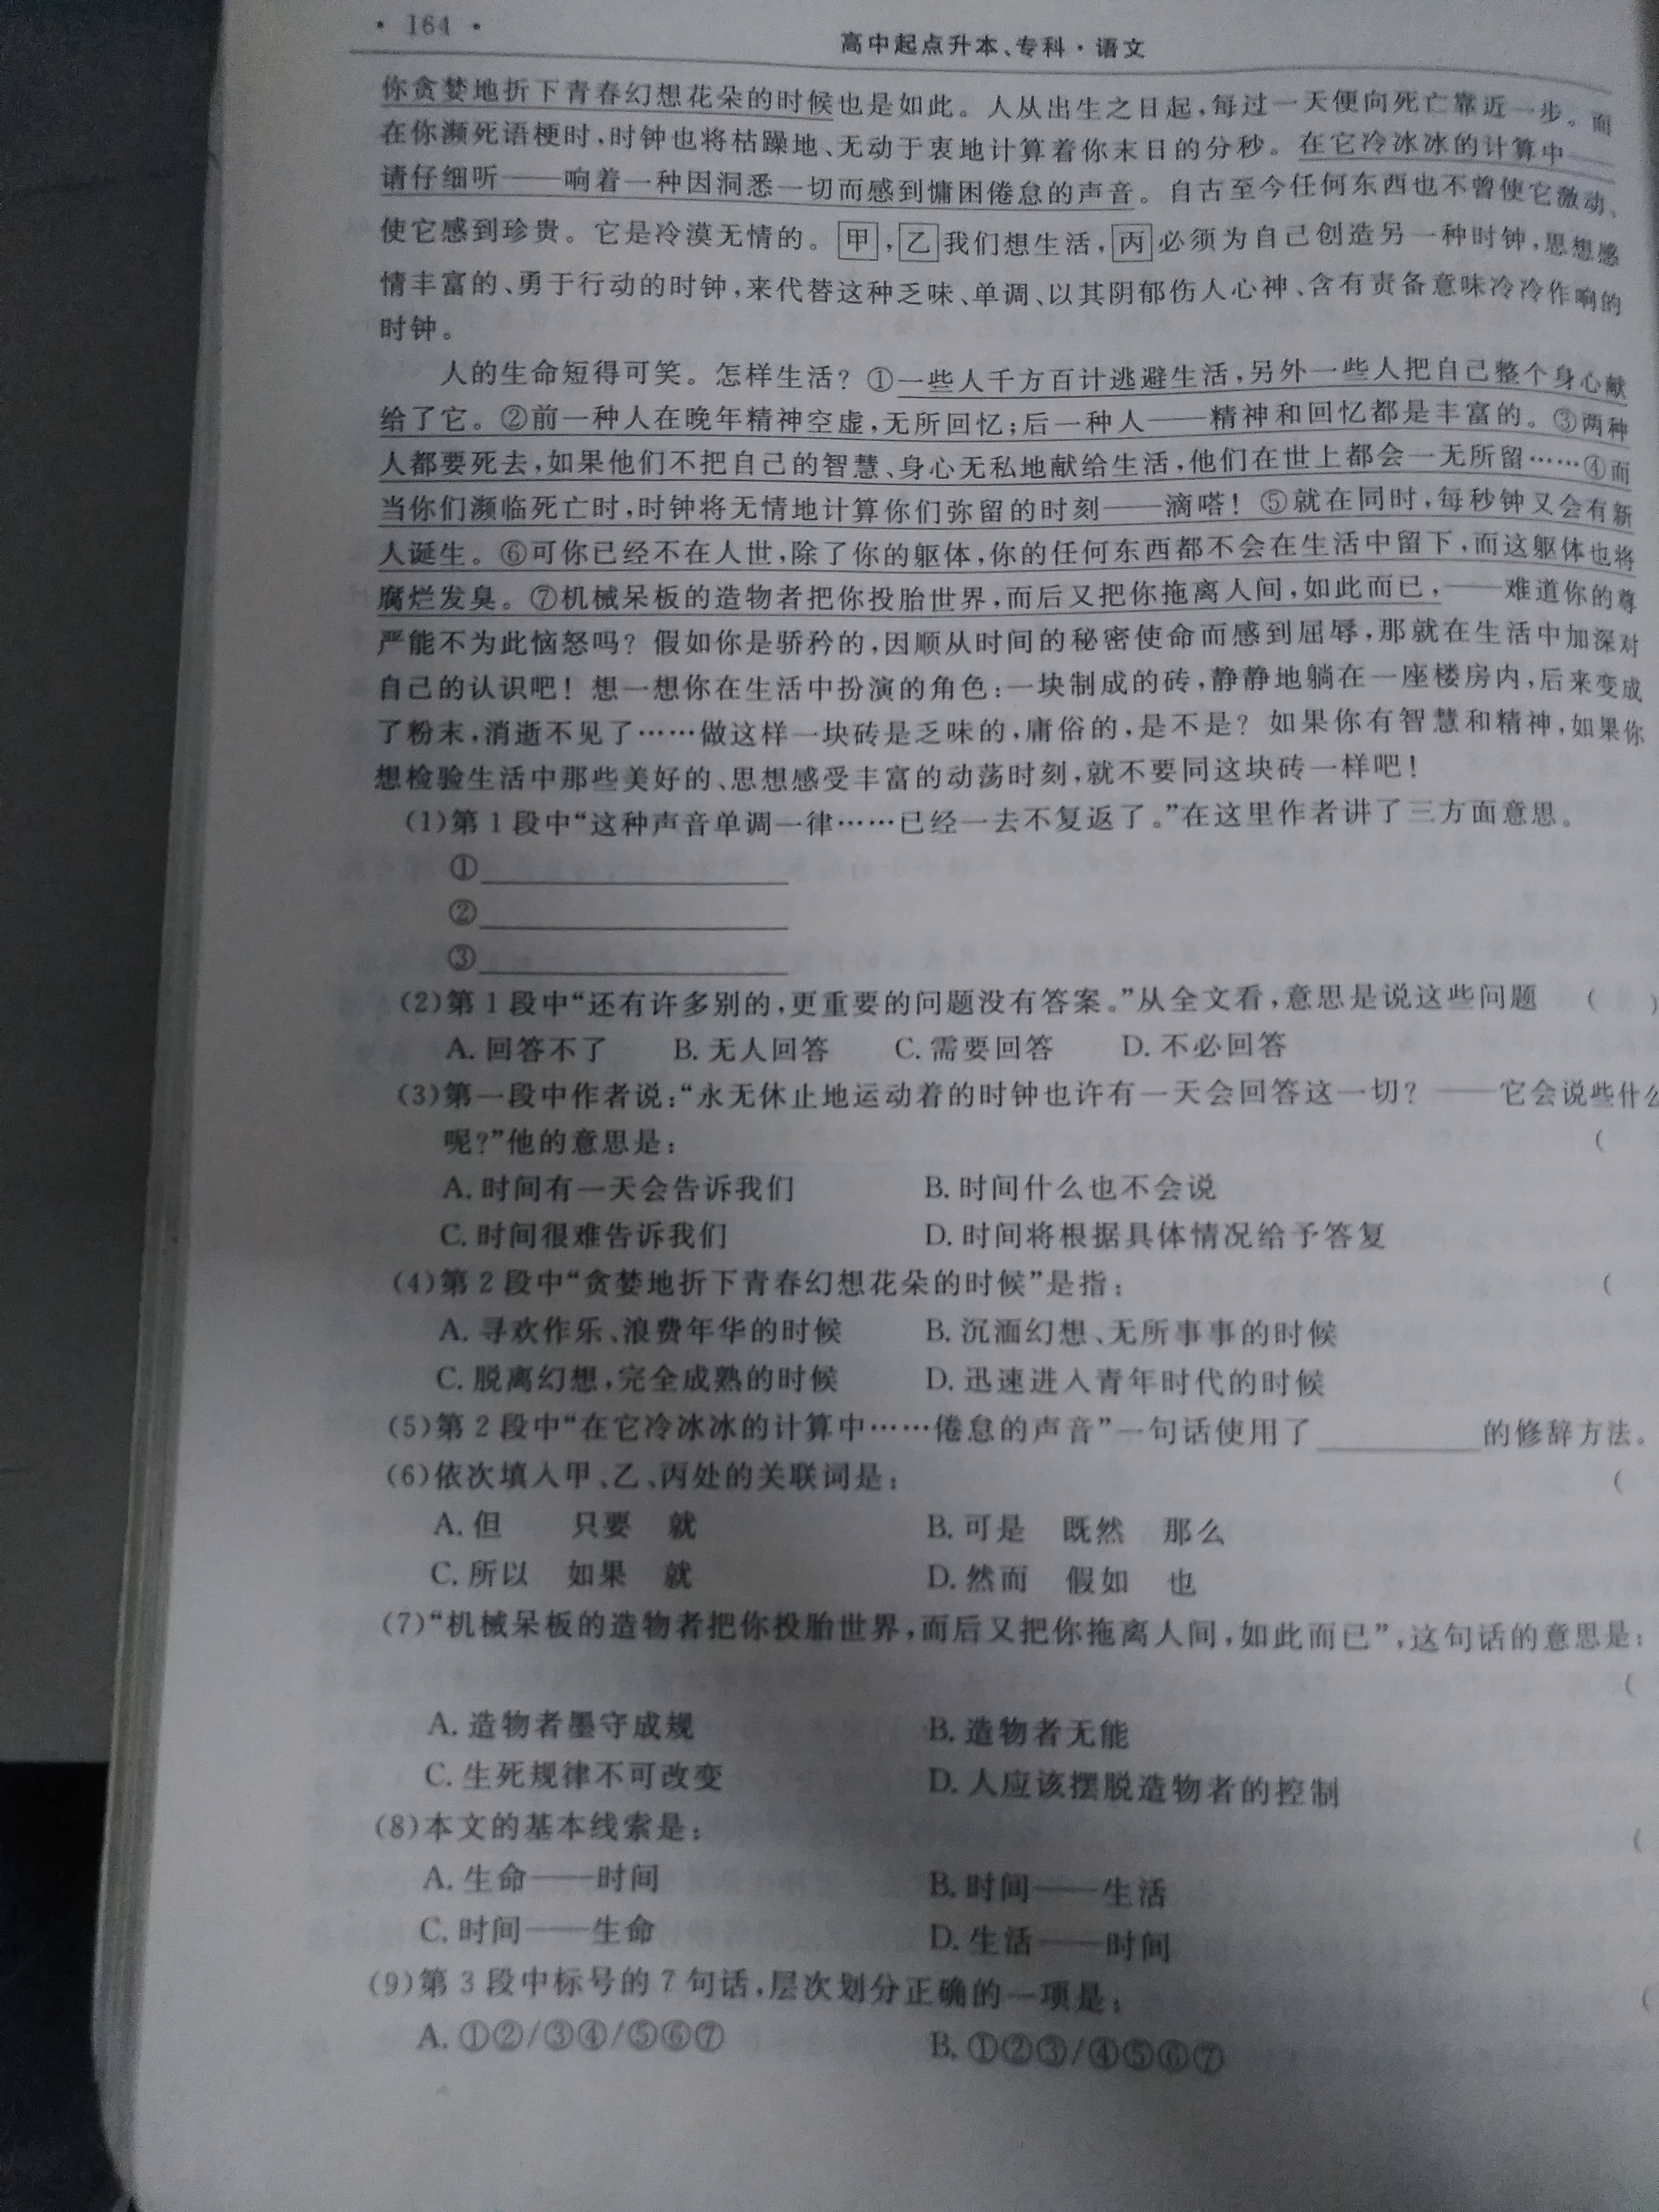 · 164 ·
高中起点升本、专科·语文
你贪婪地折下青春幻想花朵的时候也是如此。人从出生之日起,每过一天便向死亡靠近一步。而
在你濒死语梗时,时钟也将枯躁地、无动于衷地计算着你末日的分秒。在它冷冰冰的计算中——
请仔细听——响着一种因洞悉一切而感到慵困倦怠的声音。自古至今任何东西也不曾使它激动、
使它感到珍贵。它是冷漠无情的。甲,乙我们想生活,丙必须为自己创造另一种时钟,思想感
情丰富的、勇于行动的时钟,来代替这种乏味、单调、以其阴郁伤人心神、含有责备意味冷冷作响的
时钟。
人的生命短得可笑。怎样生活?①一些人千方百计逃避生活,另外一些人把自己整个身心献
给了它。②前一种人在晚年精神空虚,无所回忆;后一种人——精神和回忆都是丰富的。③两种
人都要死去,如果他们不把自己的智慧、身心无私地献给生活,他们在世上都会一无所留……④而
当你们濒临死亡时,时钟将无情地计算你们弥留的时刻——滴嗒!⑤就在同时,每秒钟又会有新
人诞生。⑥可你已经不在人世,除了你的躯体,你的任何东西都不会在生活中留下,而这躯体也将
腐烂发臭。⑦机械呆板的造物者把你投胎世界,而后又把你拖离人间,如此而已,——难道你的尊
严能不为此恼怒吗?假如你是骄矜的,因顺从时间的秘密使命而感到屈辱,那就在生活中加深对
自己的认识吧!想一想你在生活中扮演的角色:一块制成的砖,静静地躺在一座楼房内,后来变成
了粉末,消逝不见了……做这样一块砖是乏味的,庸俗的,是不是?如果你有智慧和精神,如果你
想检验生活中那些美好的、思想感受丰富的动荡时刻,就不要同这块砖一样吧!
(1)第1段中“这种声音单调一律……已经一去不复返了。”在这里作者讲了三方面意思。
①
②
③
(2)第1段中“还有许多别的,更重要的问题没有答案。”从全文看,意思是说这些问题 ( )
A. 回答不了 B. 无人回答 C. 需要回答 D. 不必回答
(3)第一段中作者说:“永无休止地运动着的时钟也许有一天会回答这一切?——它会说些什么
呢?”他的意思是: (
A. 时间有一天会告诉我们 B. 时间什么也不会说
C. 时间很难告诉我们 D. 时间将根据具体情况给予答复
(4)第2段中“贪婪地折下青春幻想花朵的时候”是指: (
A. 寻欢作乐、浪费年华的时候 B. 沉湎幻想、无所事事的时候
C. 脱离幻想,完全成熟的时候 D. 迅速进入青年时代的时候
(5)第2段中“在它冷冰冰的计算中……倦怠的声音”一句话使用了________的修辞方法。
(6)依次填入甲、乙、丙处的关联词是: (
A. 但 只要 就 B. 可是 既然 那么
C. 所以 如果 就 D. 然而 假如 也
(7)“机械呆板的造物者把你投胎世界,而后又把你拖离人间,如此而已”,这句话的意思是:
(
A. 造物者墨守成规 B. 造物者无能
C. 生死规律不可改变 D. 人应该摆脱造物者的控制
(8)本文的基本线索是: (
A. 生命——时间 B. 时间——生活
C. 时间——生命 D. 生活——时间
(9)第3段中标号的7句话,层次划分正确的一项是: (
A. ①②/③④/⑤⑥⑦ B. ①②③/④⑤⑥⑦